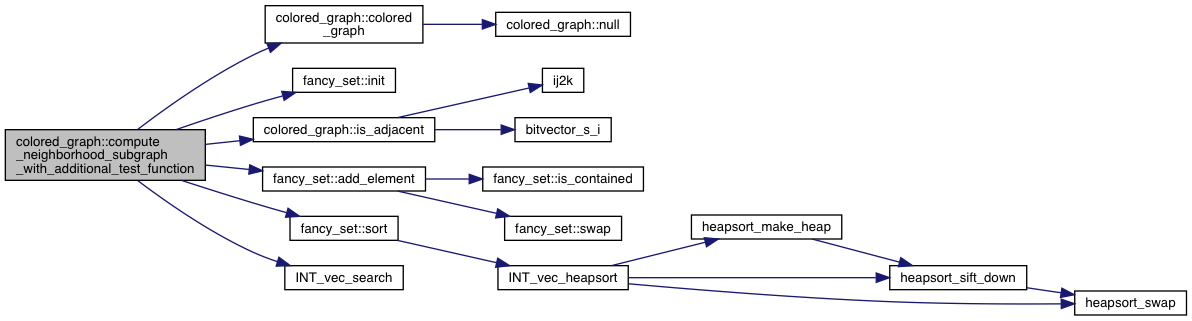 colored_graph::compute
_neighborhood_subgraph
_with_additional_test_function
colored_graph::colored
_graph
colored_graph::null
fancy_set::init
colored_graph::is_adjacent
ij2k
bitvector_s_i
fancy_set::add_element
fancy_set::is_contained
fancy_set::swap
fancy_set::sort
INT_vec_search
INT_vec_heapsort
heapsort_make_heap
heapsort_sift_down
heapsort_swap